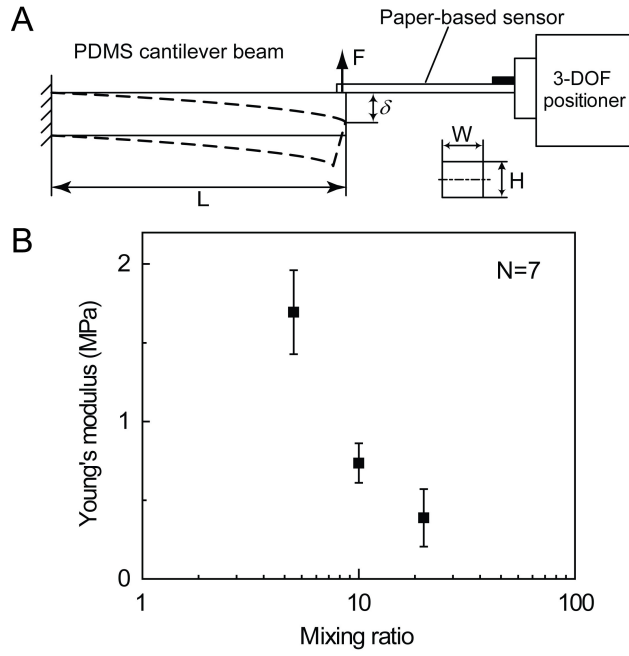 A
Paper-based sensor
PDMS cantilever beam
F
3-DOF
positioner
δ
W
H
L
B
N=7
Young's modulus (MPa)
2
1
0
1
10
100
Mixing ratio